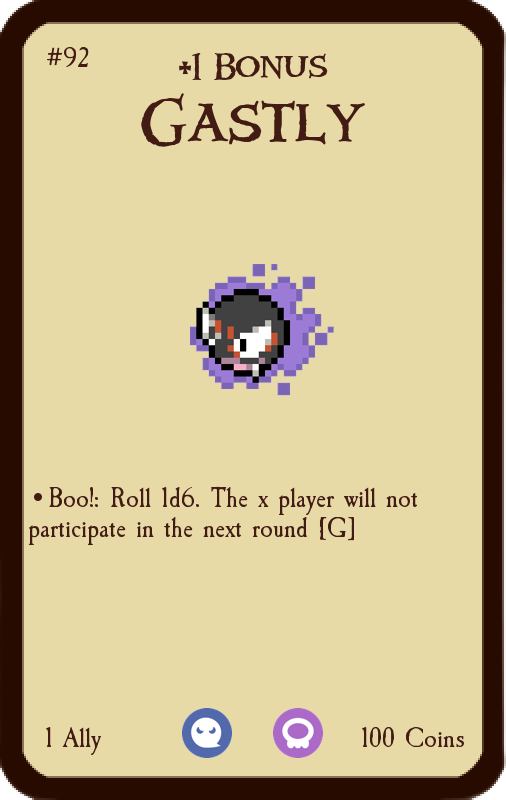 #92
+1 Bonus
Gastly
• Boo!: Roll 1d6. The x player will not
participate in the next round [G]
1 Ally
100 Coins